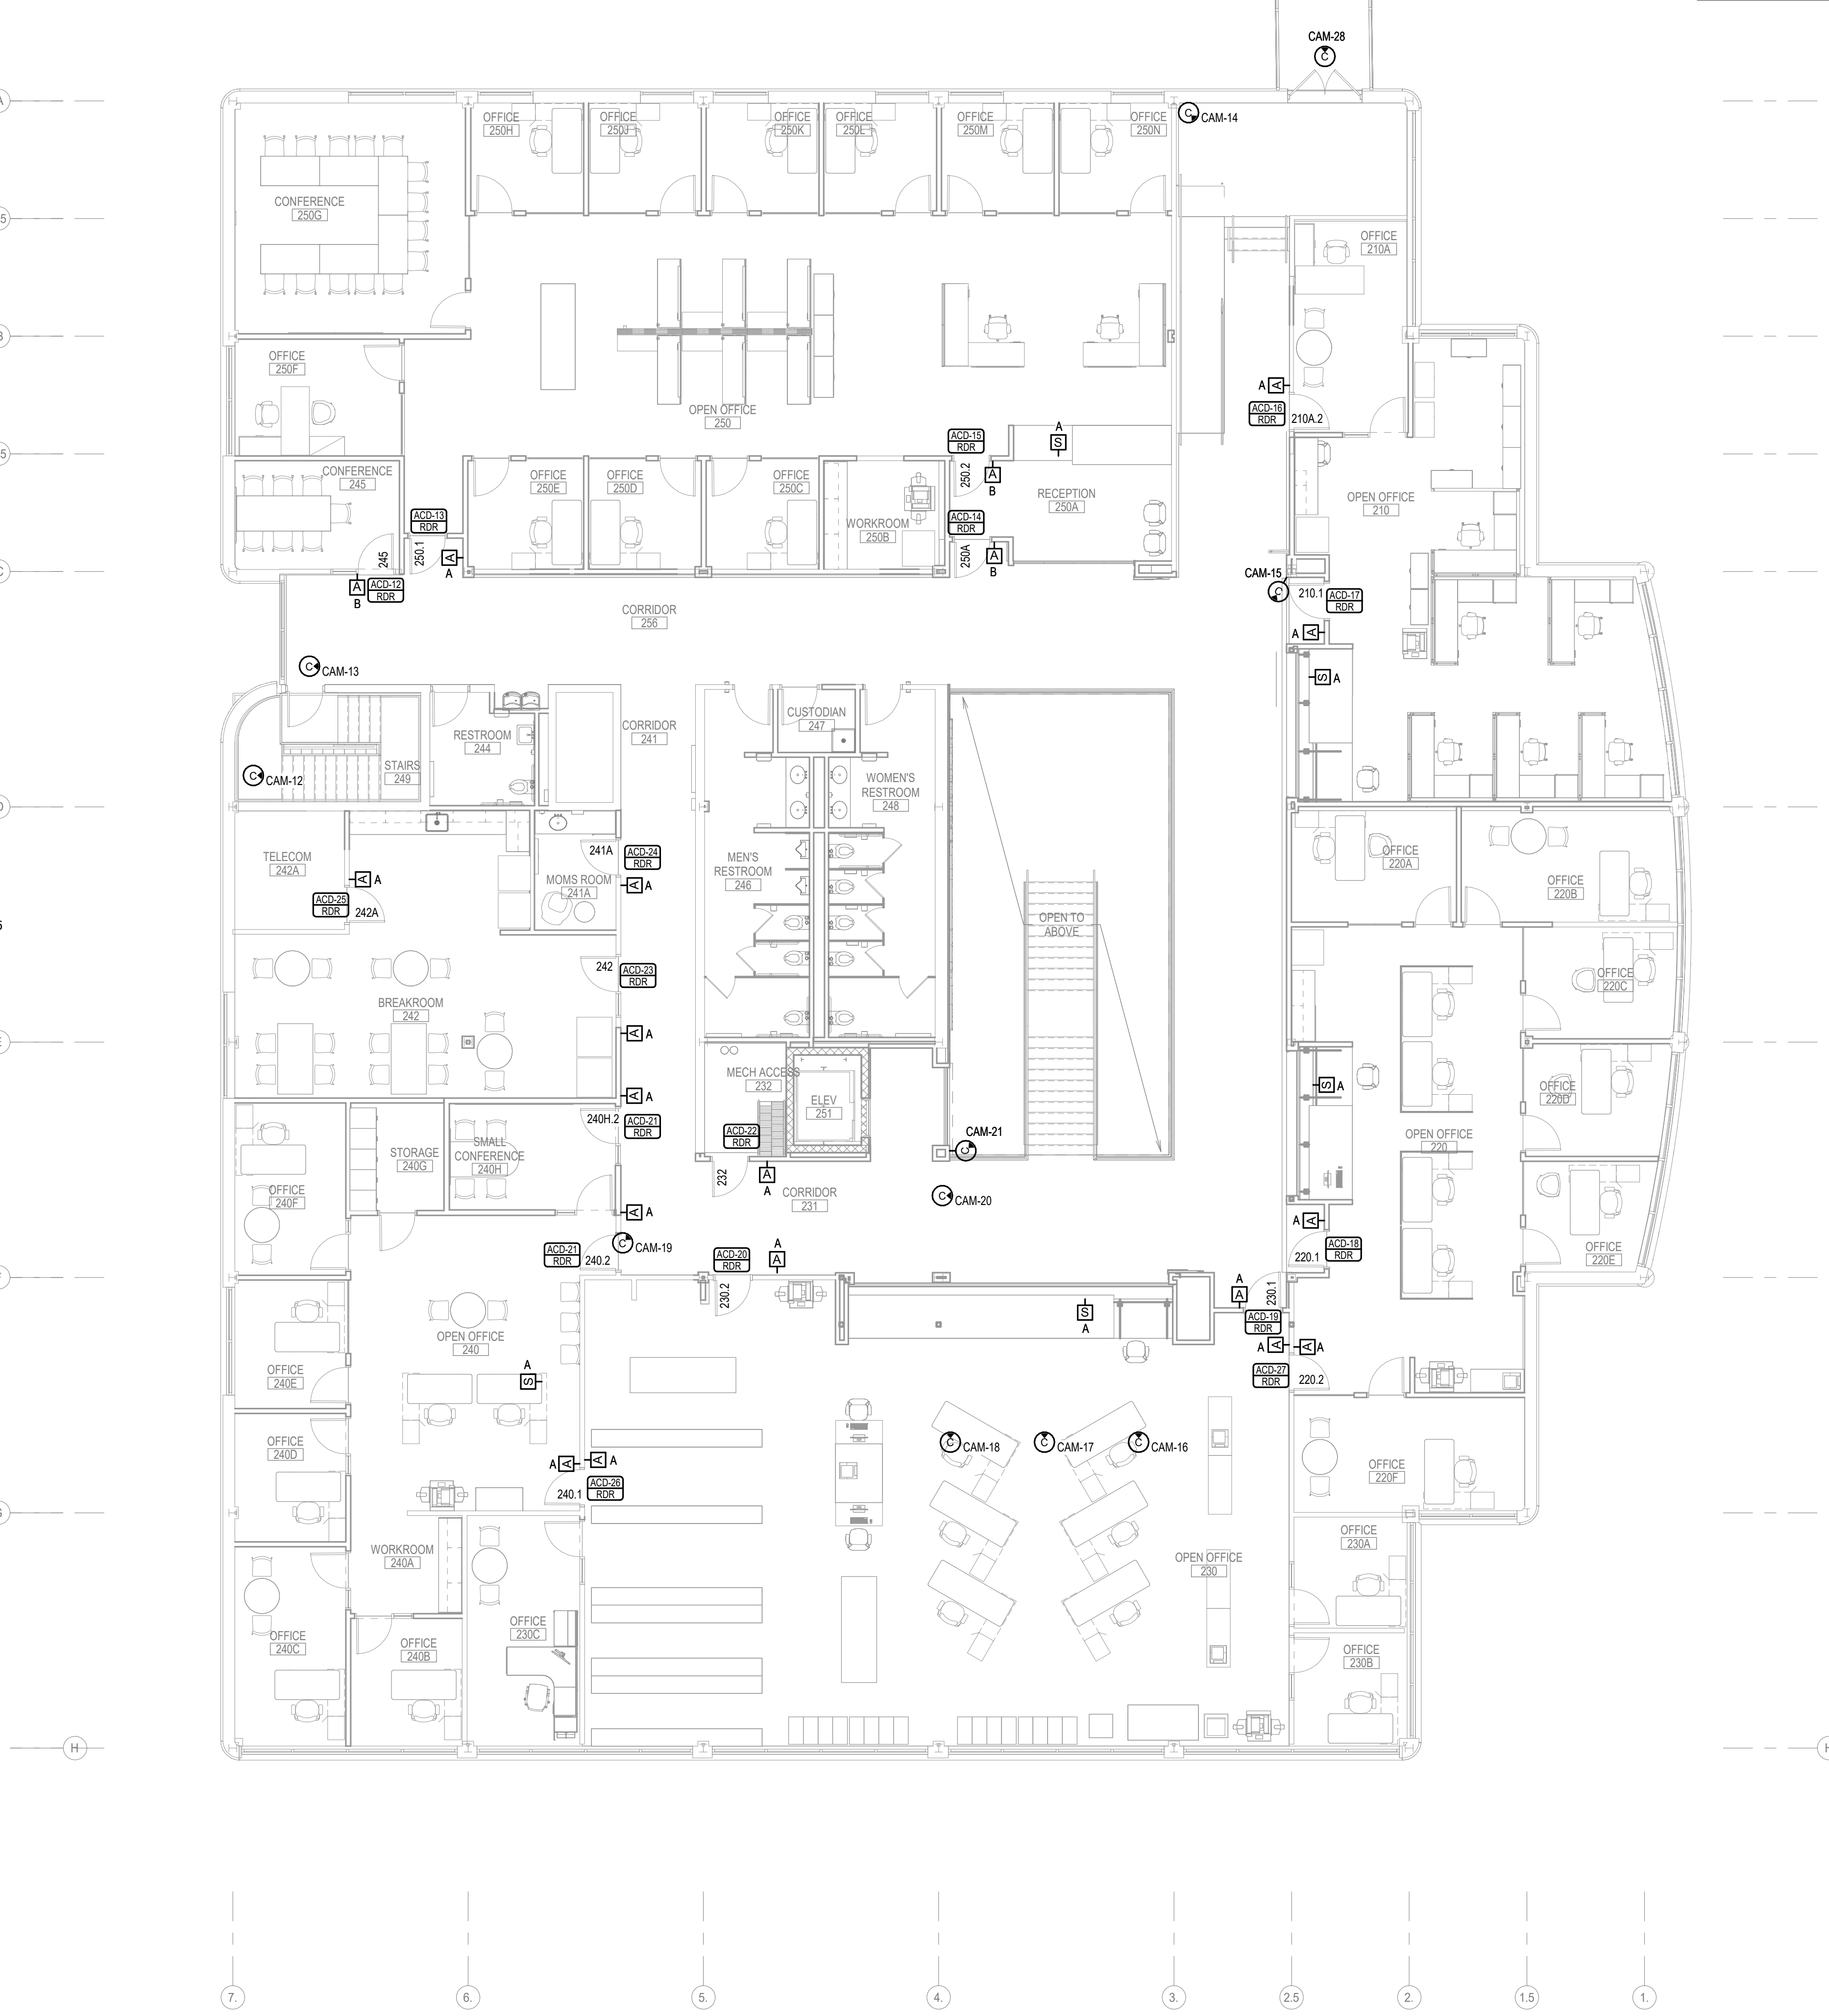 CAM-28
A
OFFICE
250H
OFFICE
250J
OFFICE
250K
OFFICE
250L
OFFICE
250M
OFFICE
250N
C
CAM-14
C
CONFERENCE
250G
OFFICE
210A
OFFICE
250F
OPEN OFFICE
250
A
A
ACD-16
RDR
210A.2
ACD-15
RDR
A
S
CONFERENCE
245
OFFICE
250E
OFFICE
250D
OFFICE
250C
250.2
A
B
RECEPTION
250A
OPEN OFFICE
210
ACD-13
RDR
WORKROOM
250B
ACD-14
RDR
245
250.1
A
A
250A
A
B
A
B
ACD-12
RDR
CAM-15
C
210.1
ACD-17
RDR
CORRIDOR
256
A
A
C
CAM-13
S
A
CUSTODIAN
247
CORRIDOR
241
RESTROOM
244
STAIRS
249
C
CAM-12
WOMEN'S
RESTROOM
248
TELECOM
242A
241A
ACD-24
RDR
MEN'S
RESTROOM
246
OFFICE
220A
OFFICE
220B
A
A
MOMS ROOM
241A
A
A
ACD-25
RDR
242A
OPEN TO
ABOVE
242
ACD-23
RDR
OFFICE
220C
BREAKROOM
242
A
A
MECH ACCESS
232
S
A
OFFICE
220D
A
A
ELEV
251
240H.2
ACD-21
RDR
ACD-22
RDR
CAM-21
C
OPEN OFFICE
220
STORAGE
240G
SMALL
CONFERENCE
240H
232
A
A
OFFICE
240F
CORRIDOR
231
C
CAM-20
A
A
A
A
C
CAM-19
ACD-21
RDR
240.2
ACD-20
RDR
A
A
220.1
ACD-18
RDR
OFFICE
220E
230.2
A
A
230.1
OPEN OFFICE
240
S
A
ACD-19
RDR
A
A
A
A
OFFICE
240E
A
S
ACD-27
RDR
220.2
OFFICE
240D
C
CAM-18
C
CAM-17
C
CAM-16
A
A
A
A
OFFICE
220F
240.1
ACD-26
RDR
OFFICE
230A
WORKROOM
240A
OPEN OFFICE
230
OFFICE
240C
OFFICE
240B
OFFICE
230C
OFFICE
230B
H
7.
6.
5.
4.
3.
2.5
2.
1.5
1.